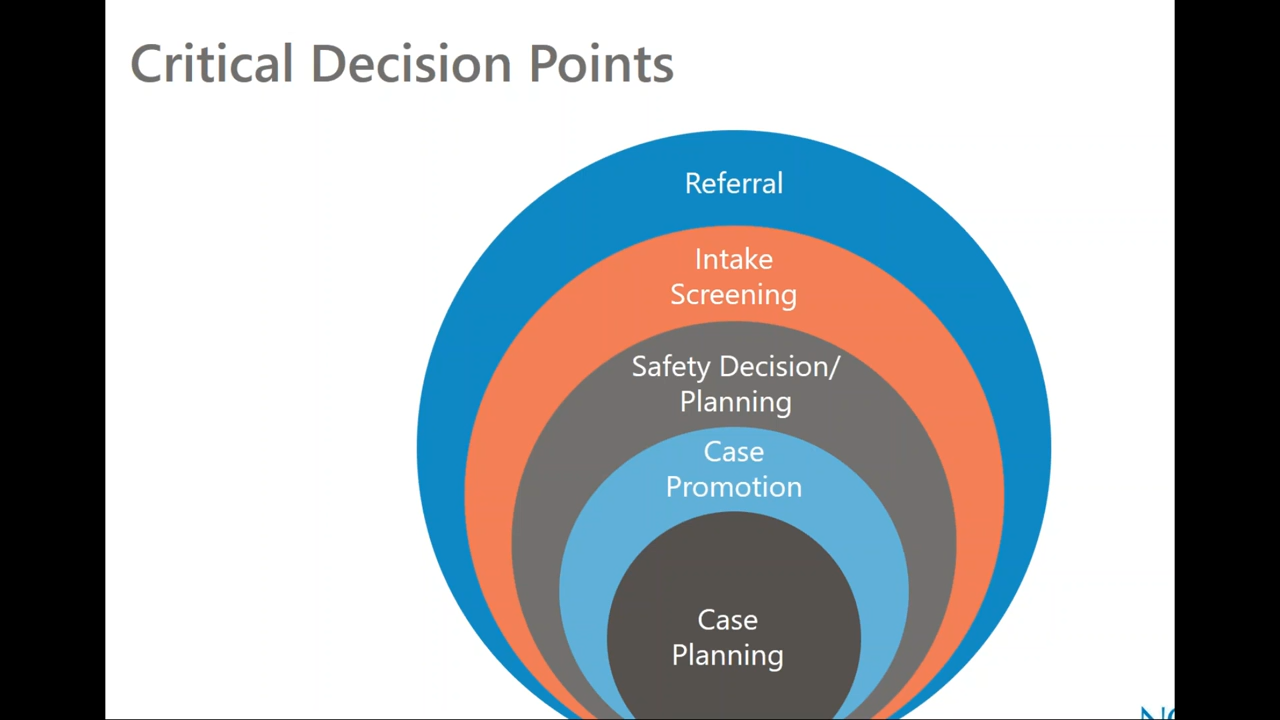 Critical Decision Points
Referral
Intake
Screening
Safety Decision/
Planning
Case
Promotion
Case
Planning